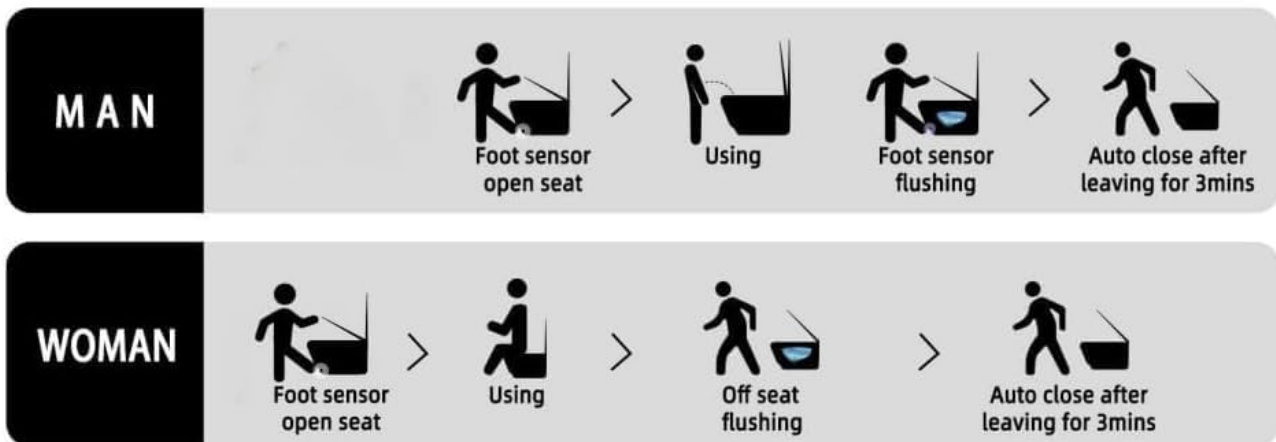 MAN
Foot sensor
open seat
>
Using
Foot sensor
flushing
>
Auto close after
leaving for 3mins
WOMAN
Foot sensor
open seat
>
Using
>
Off seat
flushing
>
Auto close after
leaving for 3mins